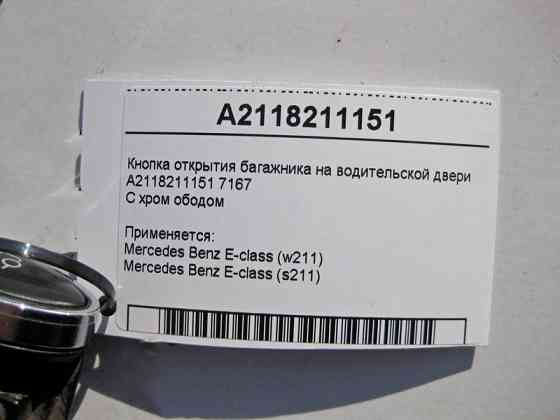 A2118211151
Кнопка открытия багажника на водительской двери
A2118211151 7167
С хром ободом
Применяется:
Mercedes Benz E-class (w211)
Mercedes Benz E-class (s211)